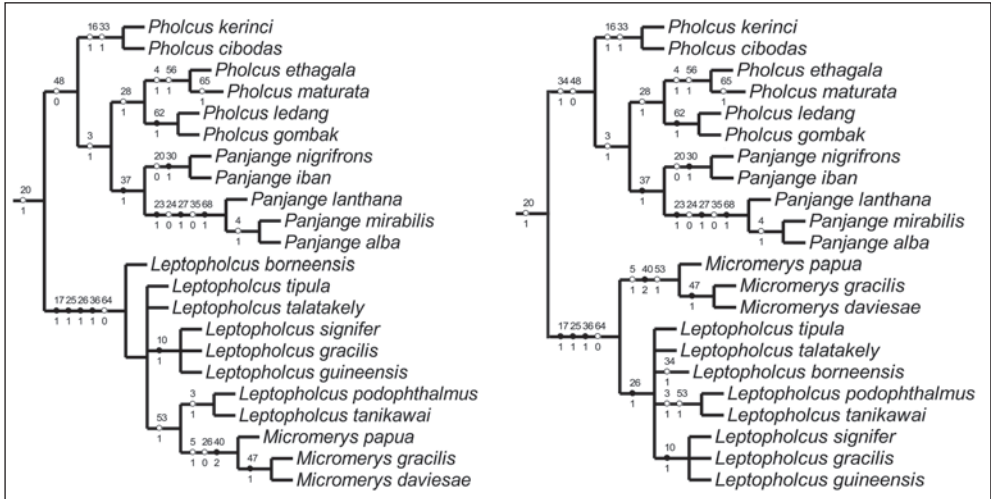 16 33
Pholcus kerinci
1 1
Pholcus cibodas
48
0
4 56
Pholcus ethagala
1 1
65
28
Pholcus maturata
1
1
62
Pholcus ledang
1
Pholcus gombak
3
1
20 30
Panjange nigrifrons
0 1
Panjange iban
37
1
23 24 27 35 68
Panjange lanthana
1 0 1 0 1
4
Panjange mirabilis
1
Panjange alba
20
1
Leptopholcus borneensis
Leptopholcus tipula
17 25 26 36 64
Leptopholcus talatakely
1 1 1 1 0
Leptopholcus signifer
10
Leptopholcus gracilis
1
Leptopholcus guineensis
3
Leptopholcus podophthalmus
1
53
Leptopholcus tanikawai
1
5 26 40
Micromerys papua
1 0 2
47
Micromerys gracilis
1
Micromerys daviesae
16 33
Pholcus kerinci
1 1
Pholcus cibodas
34 48
1 0
4 56
Pholcus ethagala
1 1
65
28
Pholcus maturata
1
1
62
Pholcus ledang
1
Pholcus gombak
3
1
20 30
Panjange nigrifrons
0 1
Panjange iban
37
1
23 24 27 35 68
Panjange lanthana
1 0 1 0 1
4
Panjange mirabilis
1
Panjange alba
20
1
5 40 53
Micromerys papua
1 2 1
47
Micromerys gracilis
1
Micromerys daviesae
17 25 36 64
1 1 1 0
Leptopholcus tipula
Leptopholcus talatakely
34
Leptopholcus borneensis
1
26
1
3 53
Leptopholcus podophthalmus
1 1
Leptopholcus tanikawai
10
Leptopholcus signifer
1
Leptopholcus gracilis
Leptopholcus guineensis